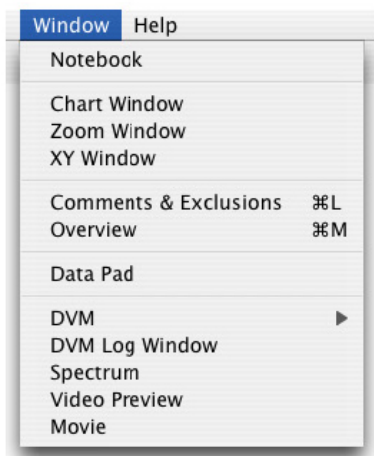 Window Help
Notebook
Chart Window
Zoom Window
XY Window
Comments & Exclusions ⌘L
Overview ⌘M
Data Pad
DVM
DVM Log Window
Spectrum
Video Preview
Movie